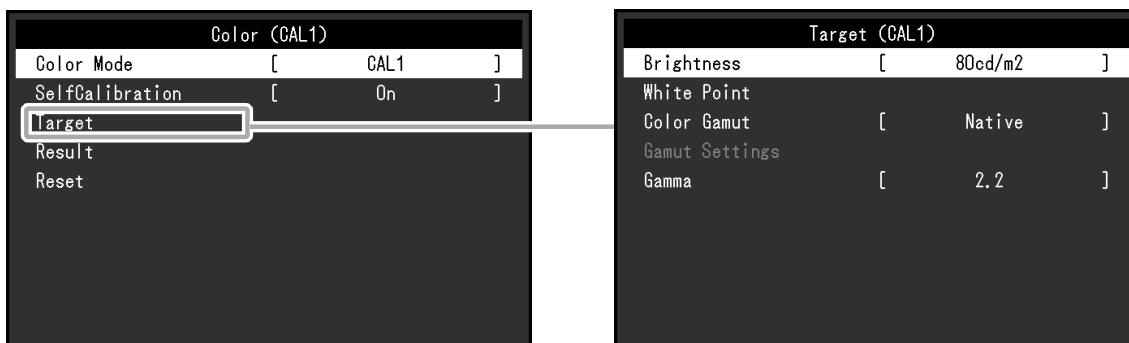 Color (CAL1)
Color Mode [ CAL1 ]
SelfCalibration [ On ]
Target
Result
Reset
Target (CAL1)
Brightness [ 80cd/m2 ]
White Point
Color Gamut [ Native ]
Gamut Settings
Gamma [ 2.2 ]